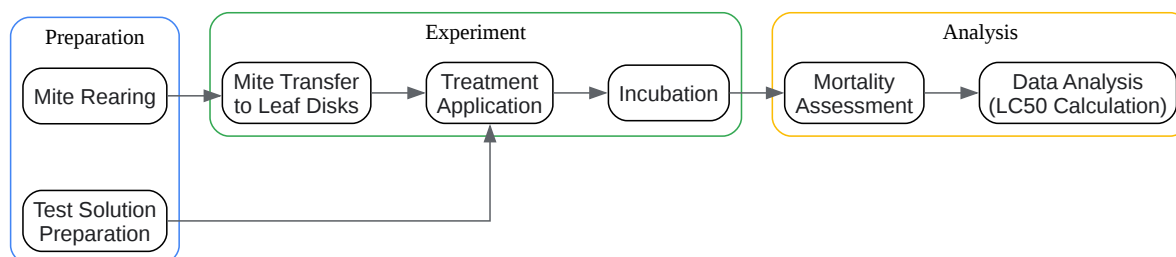 Preparation
Mite Rearing
Test Solution
Preparation
Experiment
Mite Transfer
to Leaf Disks
Treatment
Application
Incubation
Analysis
Mortality
Assessment
Data Analysis
(LC50 Calculation)